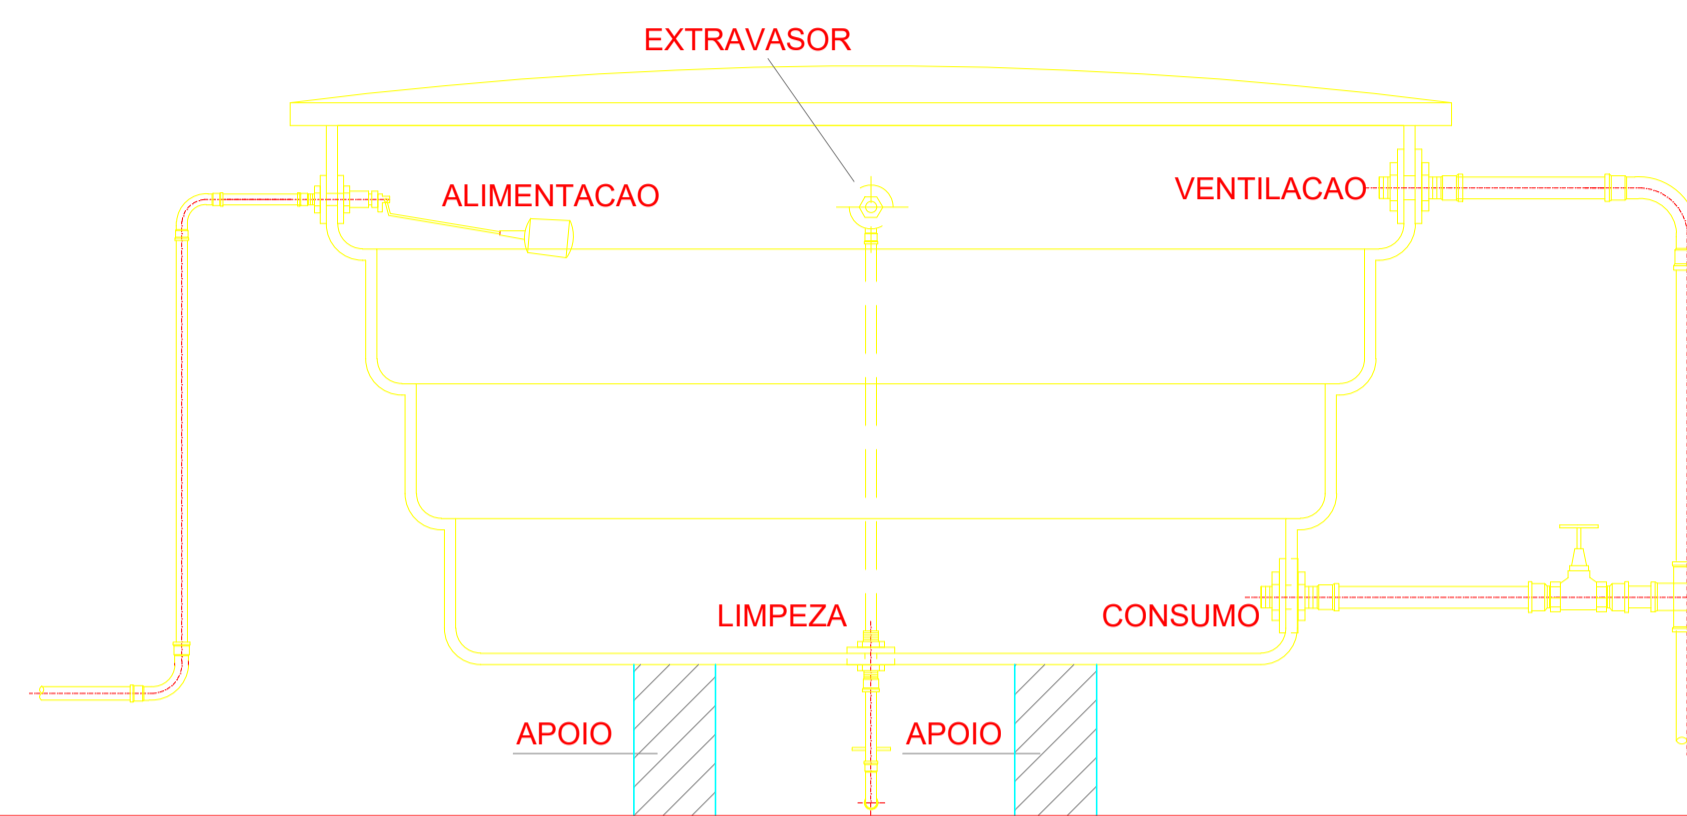 EXTRAVASOR
ALIMENTACAO
VENTILACAO
LIMPEZA
CONSUMO
APOIO
APOIO